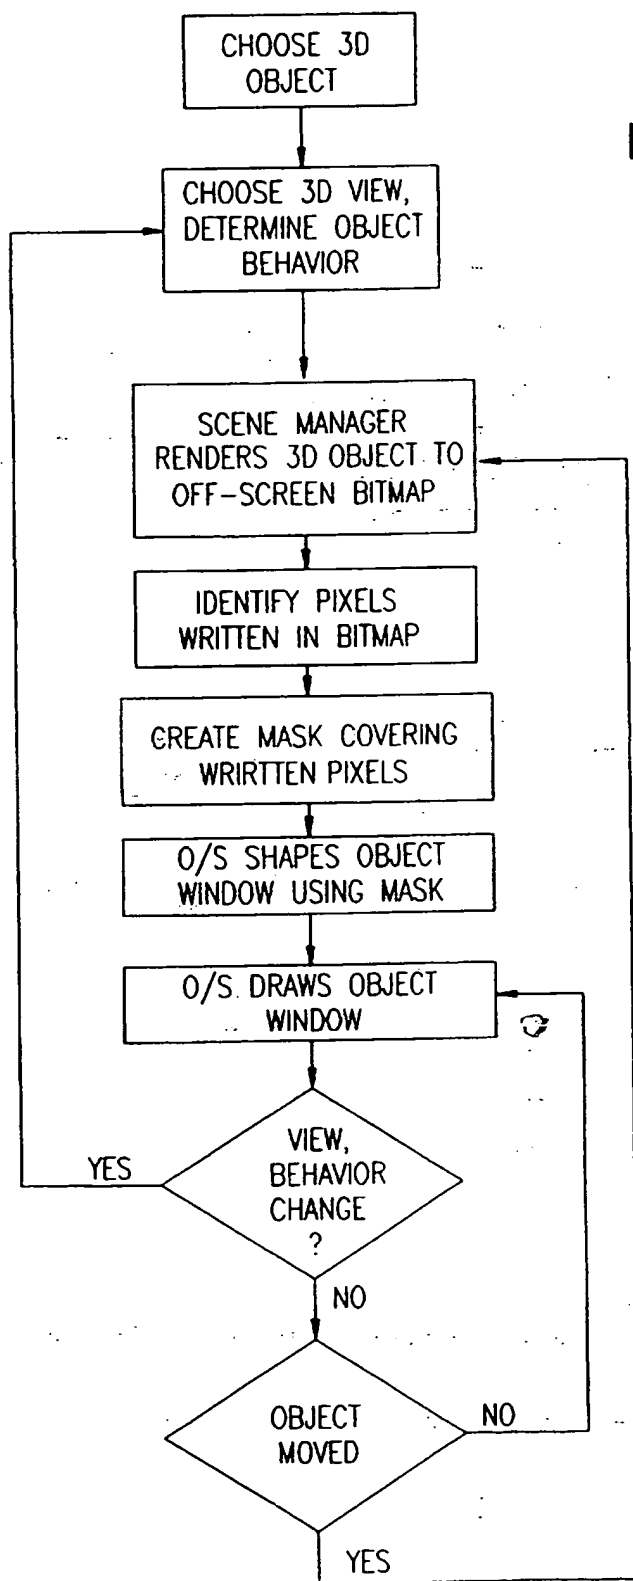 CHOOSE 3D
OBJECT
CHOOSE 3D VIEW,
DETERMINE OBJECT
BEHAVIOR
SCENE MANAGER
RENDERS 3D OBJECT TO
OFF-SCREEN BITMAP
IDENTIFY PIXELS
WRITTEN IN BITMAP
CREATE MASK COVERING
WRIRTTEN PIXELS
O/S SHAPES OBJECT
WINDOW USING MASK
O/S DRAWS OBJECT
WINDOW
VIEW,
BEHAVIOR
CHANGE
?
YES
NO
OBJECT
MOVED
NO
YES